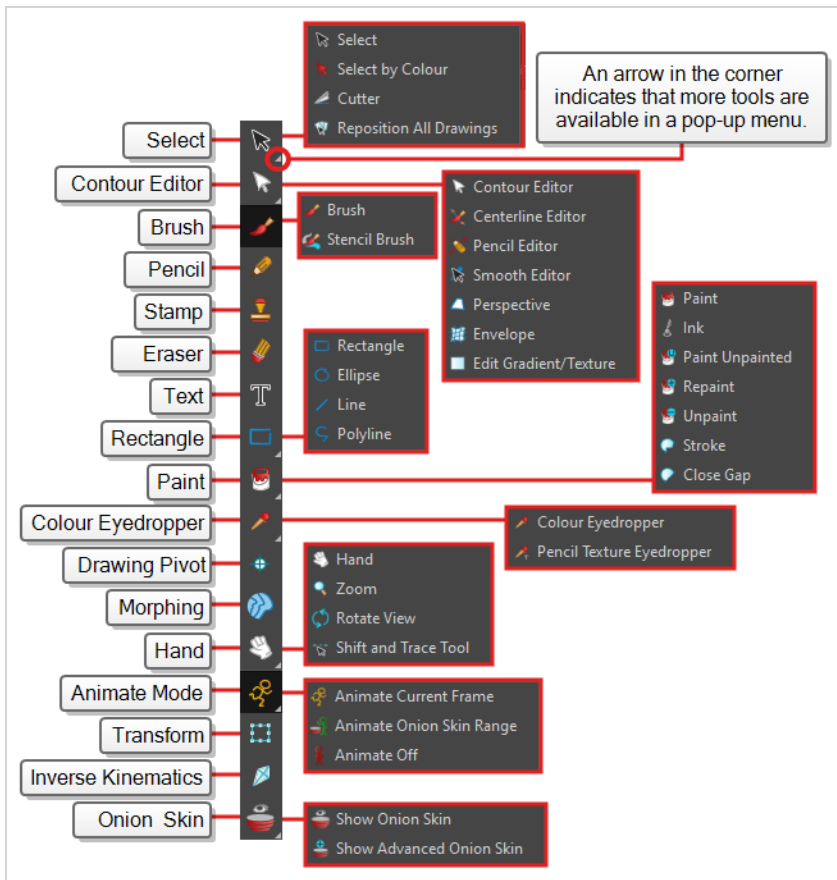 Select
Select by Colour
Cutter
Reposition All Drawings
An arrow in the corner
indicates that more tools are
available in a pop-up menu.
Select
Contour Editor
Brush
Pencil
Stamp
Eraser
Text
Rectangle
Paint
Colour Eyedropper
Drawing Pivot
Morphing
Hand
Animate Mode
Transform
Inverse Kinematics
Onion Skin
Contour Editor
Centerline Editor
Pencil Editor
Smooth Editor
Perspective
Envelope
Edit Gradient/Texture
Brush
Stencil Brush
Rectangle
Ellipse
Line
Polyline
Paint
Ink
Paint Unpainted
Repaint
Unpaint
Stroke
Close Gap
Colour Eyedropper
Pencil Texture Eyedropper
Hand
Zoom
Rotate View
Shift and Trace Tool
Animate Current Frame
Animate Onion Skin Range
Animate Off
Show Onion Skin
Show Advanced Onion Skin